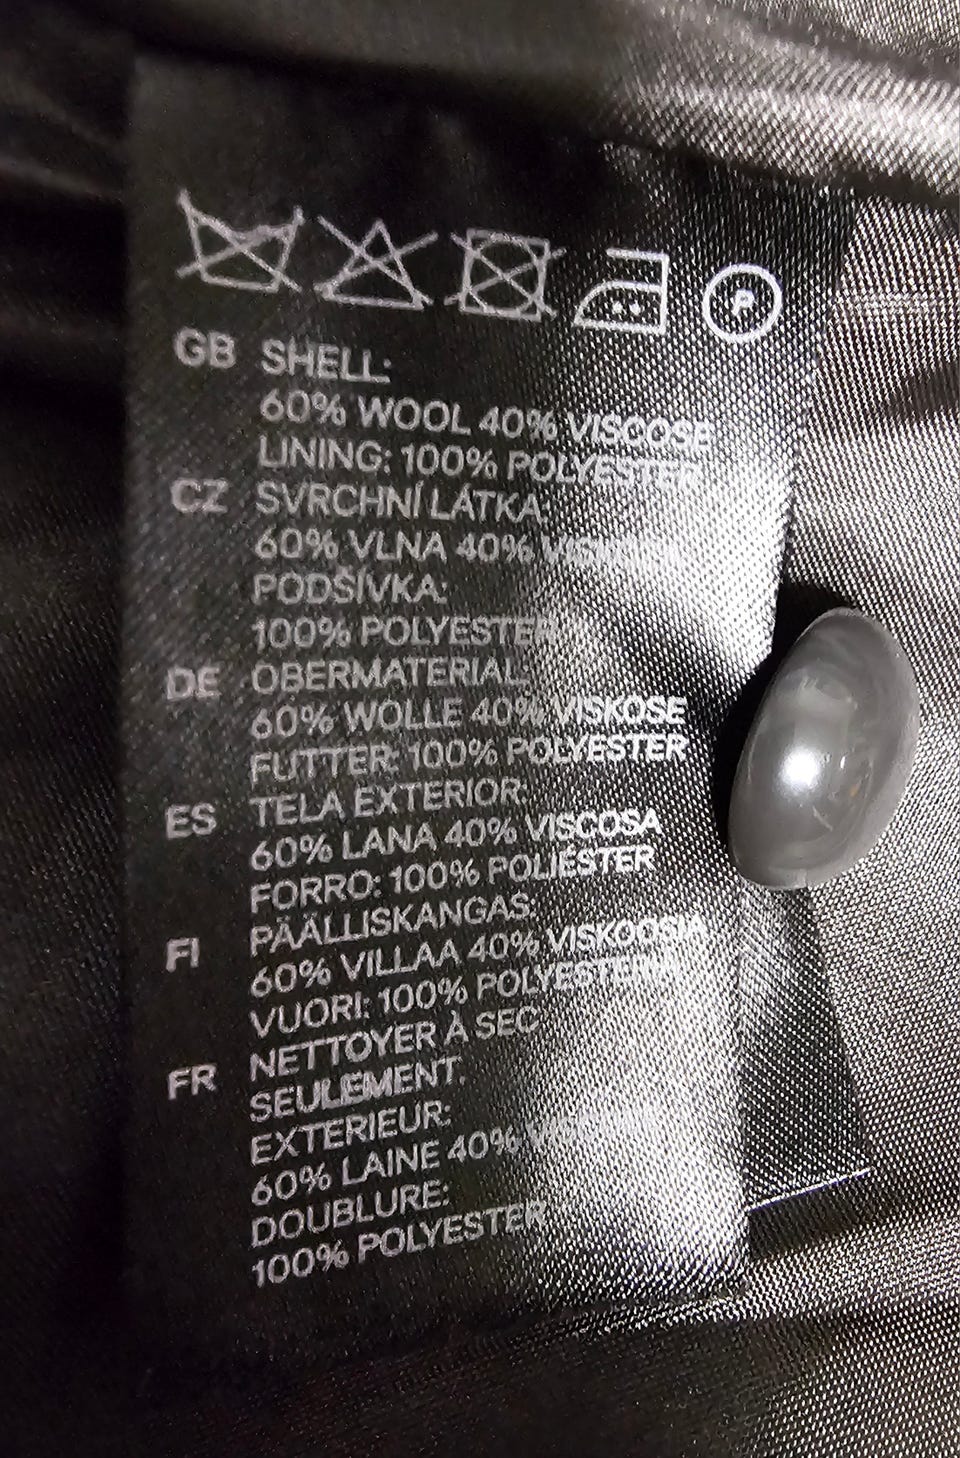 P
GB SHELL:
60% WOOL 40% VISCOSE
LINING: 100% POLYESTER
CZ SVRCHNÍ LÁTKA:
60% VLNA 40%
PODŠÍVKA:
100% POLYESTER
DE OBERMATERIAL:
60% WOLLE 40% VISKOSE
FUTTER: 100% POLYESTER
ES TELA EXTERIOR:
60% LANA 40% VISCOSA
FORRO: 100% POLIÉSTER
FI PÄÄLLISKANGAS:
60% VILLAA 40% VISKOOSIA
VUORI: 100% POLYESTERIA
FR NETTOYER À SEC
SEULEMENT.
EXTERIEUR:
60% LAINE 40%
DOUBLURE:
100% POLYESTER